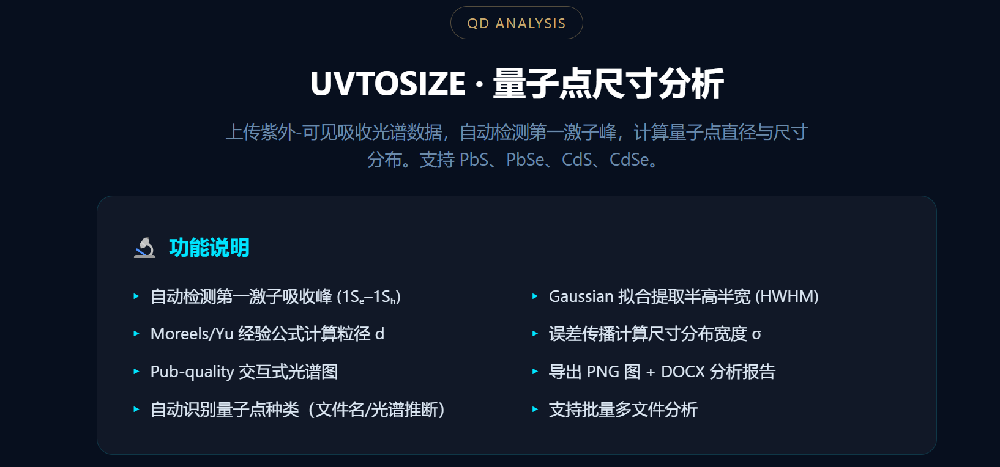 QD ANALYSIS
UVTOSIZE · 量子点尺寸分析
上传紫外-可见吸收光谱数据，自动检测第一激子峰，计算量子点直径与尺寸
分布。支持 PbS、PbSe、CdS、CdSe。
🔬 功能说明
▸ 自动检测第一激子吸收峰 (1Sₑ–1Sₕ)
▸ Moreels/Yu 经验公式计算粒径 d
▸ Pub-quality 交互式光谱图
▸ 自动识别量子点种类（文件名/光谱推断）
▸ Gaussian 拟合提取半高半宽 (HWHM)
▸ 误差传播计算尺寸分布宽度 σ
▸ 导出 PNG 图 + DOCX 分析报告
▸ 支持批量多文件分析